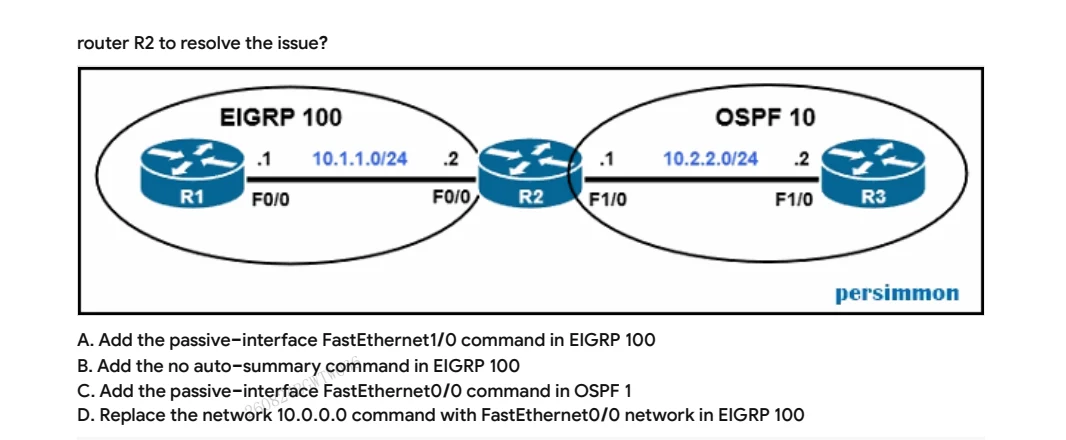 router R2 to resolve the issue?
EIGRP 100
OSPF 10
.1 10.1.1.0/24 .2
.1 10.2.2.0/24 .2
R1
F0/0
F0/0
R2
F1/0
F1/0
R3
persimmon
A. Add the passive-interface FastEthernet1/0 command in EIGRP 100
B. Add the no auto-summary command in EIGRP 100
C. Add the passive-interface FastEthernet0/0 command in OSPF 1
D. Replace the network 10.0.0.0 command with FastEthernet0/0 network in EIGRP 100